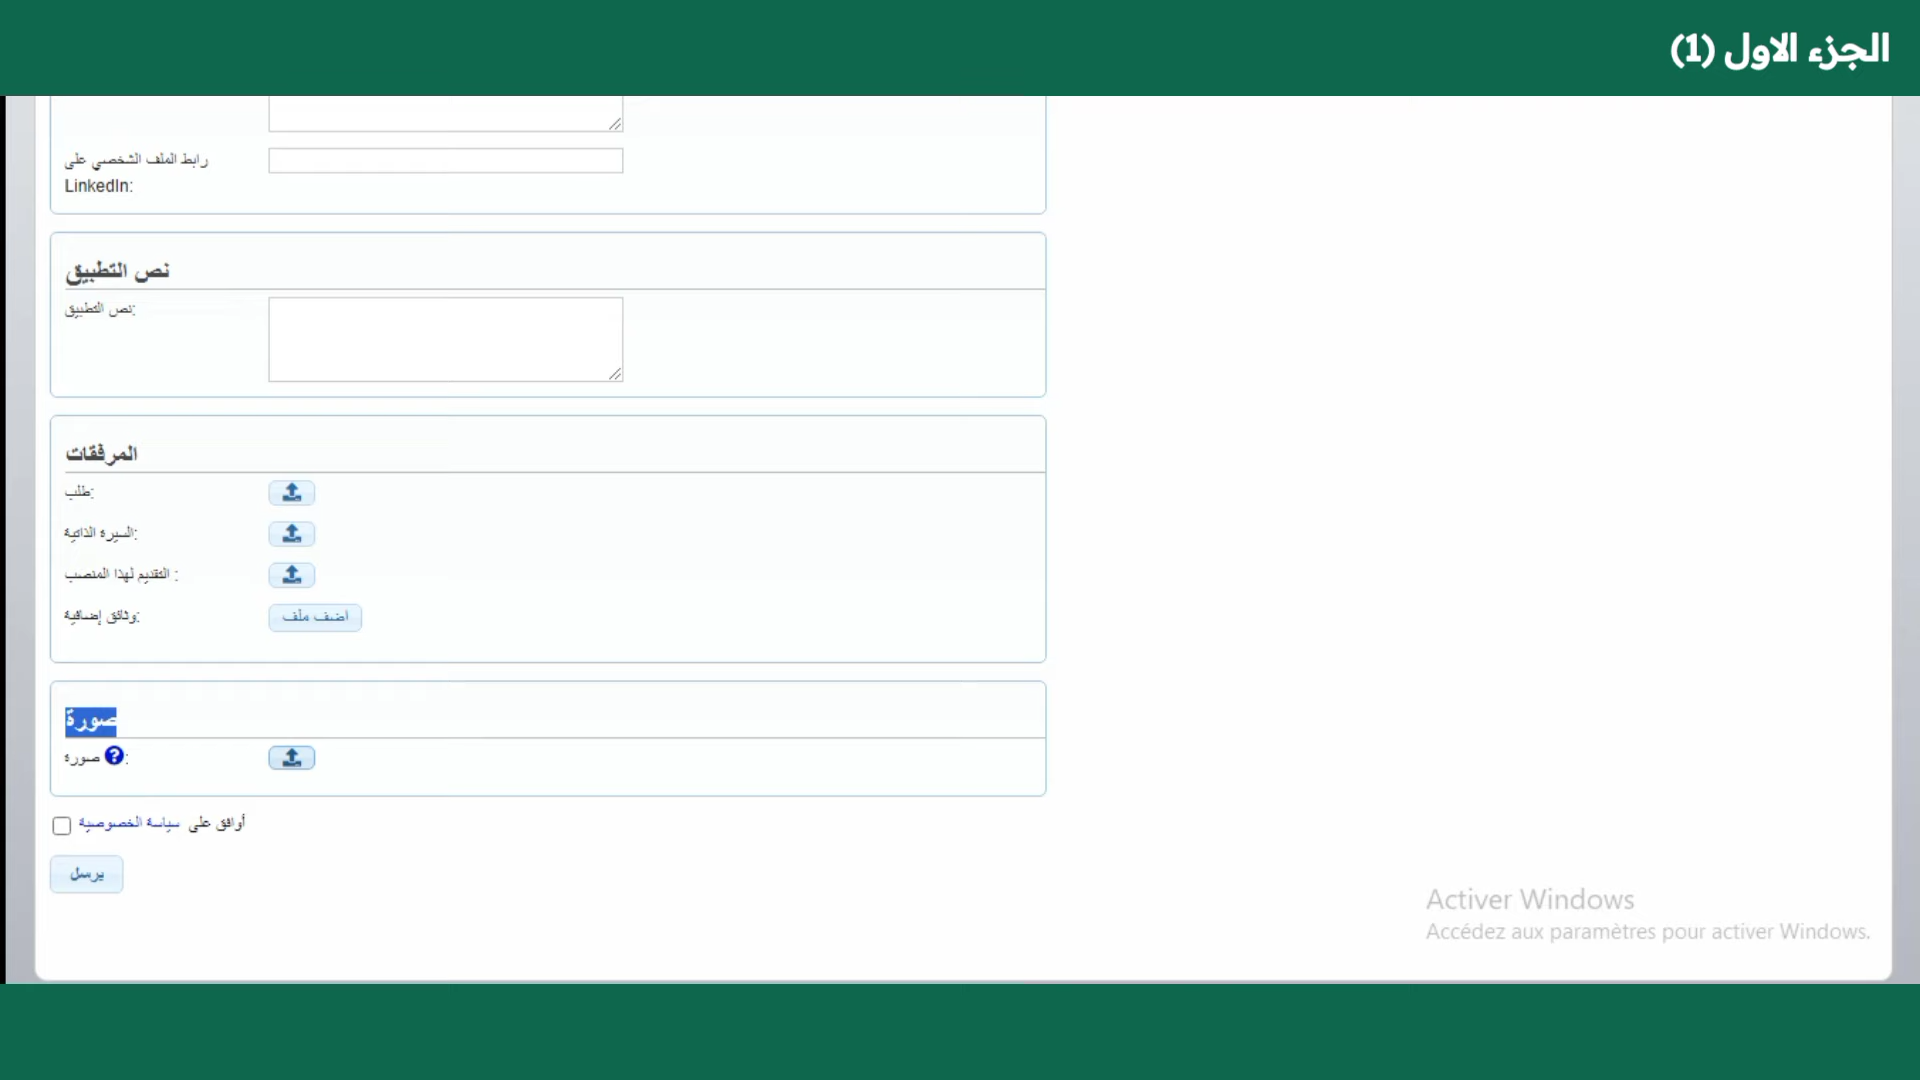 الجزء الاول (1)
رابط الملف الشخصي على
LinkedIn:
نص التطبيق
نص التطبيق:
المرفقات
طلب:
السيرة الذاتية:
التقديم لهذا المنصب :
وثائق إضافية:
اضف ملف
صورة
صورة ?:
أوافق على سياسة الخصوصية
يرسل
Activer Windows
Accédez aux paramètres pour activer Windows.